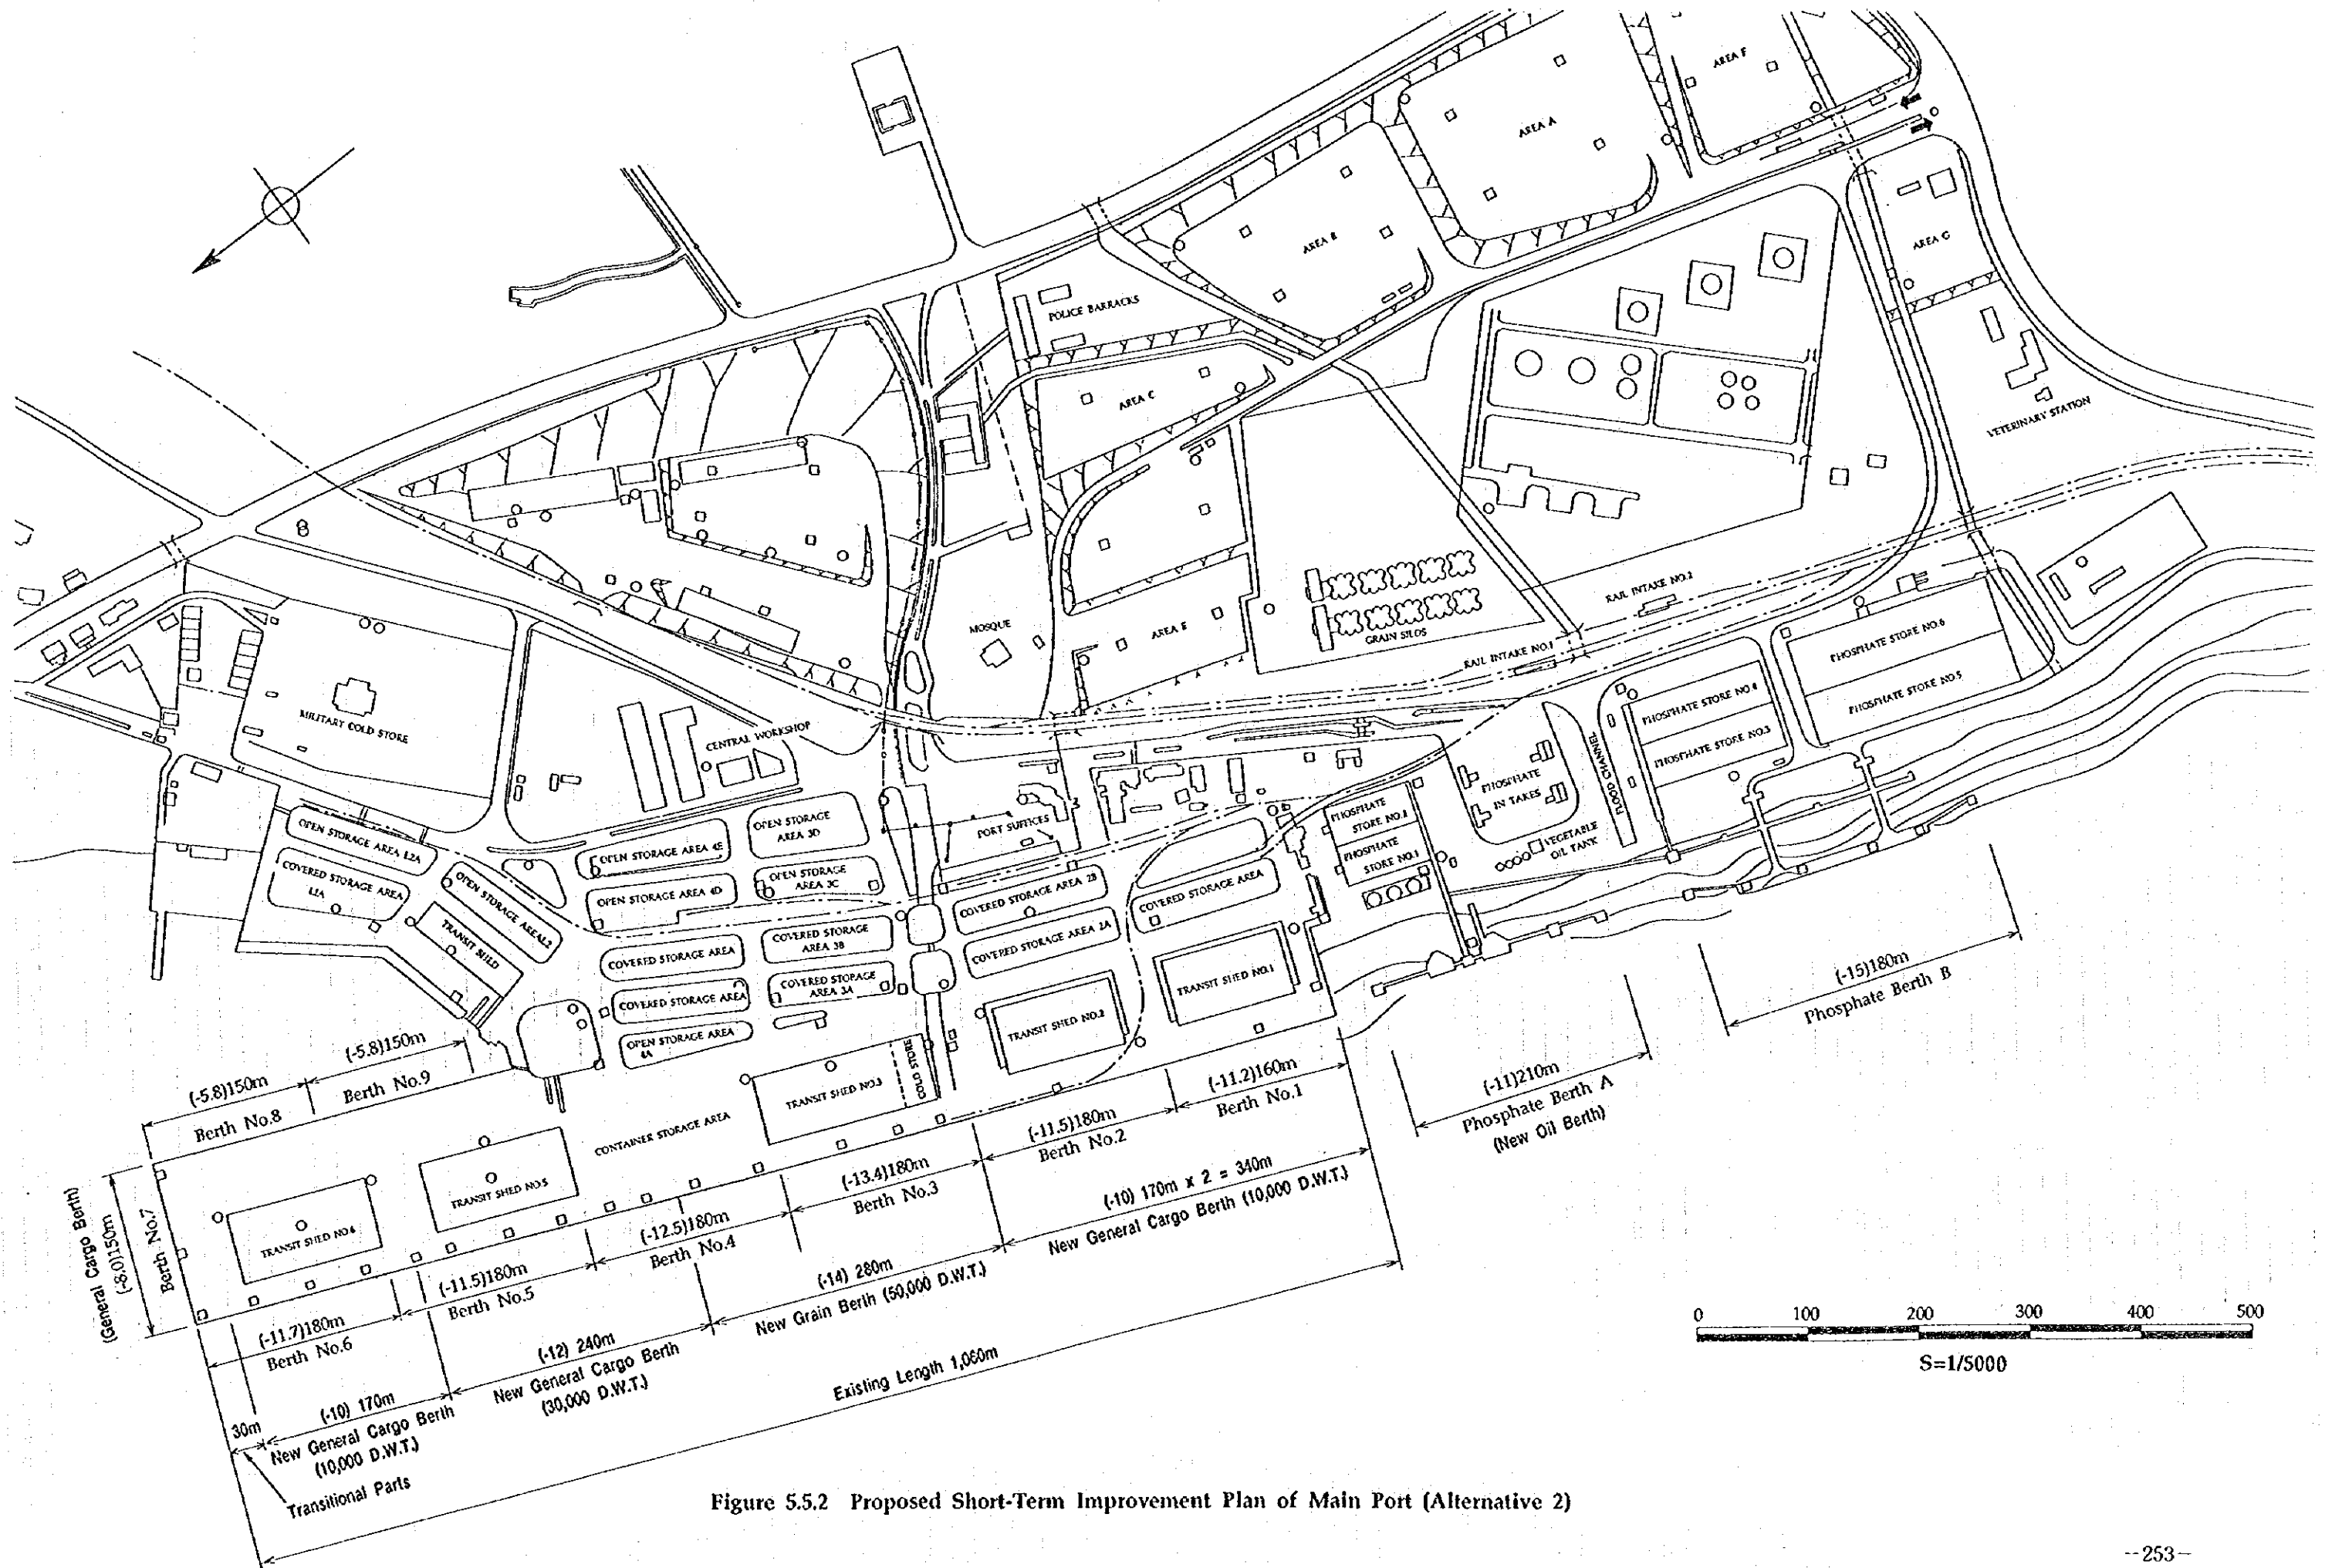 AREA F
AREA A
AREA B
AREA G
POLICE BARRACKS
AREA C
VETERINARY STATION
MOSQUE
AREA E
GRAIN SILOS
RAIL INTAKE NO.2
RAIL INTAKE NO.1
MILITARY COLD STORE
CENTRAL WORKSHOP
PHOSPHATE STORE NO.6
PHOSPHATE STORE NO.5
PHOSPHATE STORE NO.4
PHOSPHATE STORE NO.3
FLOOD CHANNEL
PHOSPHATE
IN TAKES
VEGETABLE
OIL TANK
PHOSPHATE
STORE NO.2
PHOSPHATE
STORE NO.1
OPEN STORAGE AREA L2A
COVERED STORAGE AREA
L1A
OPEN STORAGE AREA L2
TRANSIT SHED
OPEN STORAGE AREA 4E
OPEN STORAGE
AREA 3D
OPEN STORAGE AREA 4D
OPEN STORAGE
AREA 3C
COVERED STORAGE AREA
COVERED STORAGE
AREA 3B
COVERED STORAGE AREA
COVERED STORAGE
AREA 3A
OPEN STORAGE AREA
4A
COVERED STORAGE AREA 2B
COVERED STORAGE AREA 2A
COVERED STORAGE AREA
TRANSIT SHED NO.1
TRANSIT SHED NO.2
TRANSIT SHED NO.3
COLD STORE
CONTAINER STORAGE AREA
TRANSIT SHED NO.5
TRANSIT SHED NO.6
(-5.8)150m
Berth No.8
(-5.8)150m
Berth No.9
(General Cargo Berth)
(-8.0)150m
Berth No.7
(-11.7)180m
Berth No.6
(-11.5)180m
Berth No.5
(-12.5)180m
Berth No.4
(-13.4)180m
Berth No.3
(-11.5)180m
Berth No.2
(-11.2)160m
Berth No.1
(-11)210m
Phosphate Berth A
(New Oil Berth)
(-15)180m
Phosphate Berth B
30m
Transitional Parts
(-10) 170m
New General Cargo Berth
(10,000 D.W.T.)
(-12) 240m
New General Cargo Berth
(30,000 D.W.T.)
(-14) 280m
New Grain Berth (50,000 D.W.T.)
(-10) 170m x 2 = 340m
New General Cargo Berth (10,000 D.W.T.)
Existing Length 1,060m
0 100 200 300 400 500
S=1/5000
Figure 5.5.2 Proposed Short-Term Improvement Plan of Main Port (Alternative 2)
--253--